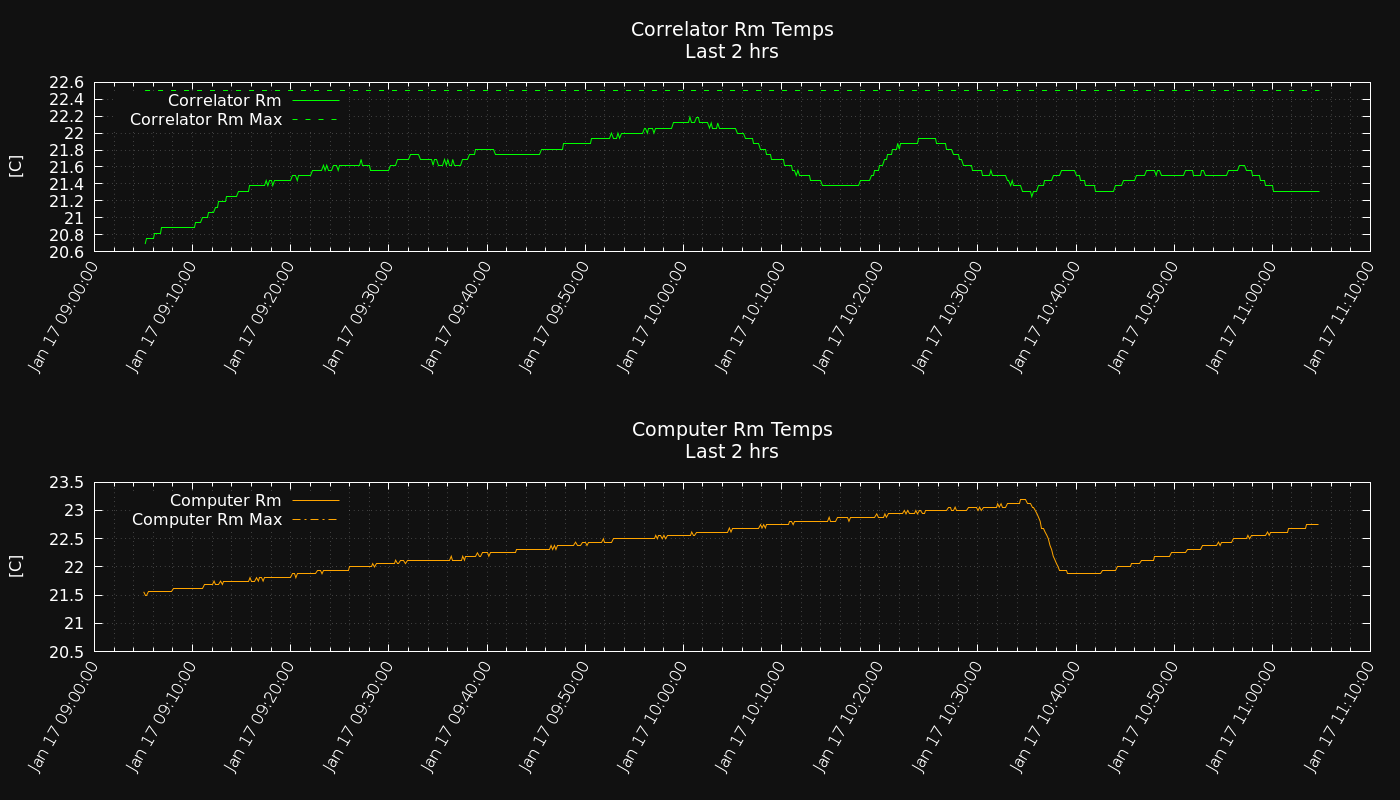 Correlator Rm Temps
Last 2 hrs
22.6
22.4
22.2
22
21.8
21.6
21.4
21.2
21
20.8
20.6
[C]
Correlator Rm
Correlator Rm Max
Jan 17 09:00:00
Jan 17 09:10:00
Jan 17 09:20:00
Jan 17 09:30:00
Jan 17 09:40:00
Jan 17 09:50:00
Jan 17 10:00:00
Jan 17 10:10:00
Jan 17 10:20:00
Jan 17 10:30:00
Jan 17 10:40:00
Jan 17 10:50:00
Jan 17 11:00:00
Jan 17 11:10:00
Computer Rm Temps
Last 2 hrs
23.5
23
22.5
22
21.5
21
20.5
[C]
Computer Rm
Computer Rm Max
Jan 17 09:00:00
Jan 17 09:10:00
Jan 17 09:20:00
Jan 17 09:30:00
Jan 17 09:40:00
Jan 17 09:50:00
Jan 17 10:00:00
Jan 17 10:10:00
Jan 17 10:20:00
Jan 17 10:30:00
Jan 17 10:40:00
Jan 17 10:50:00
Jan 17 11:00:00
Jan 17 11:10:00